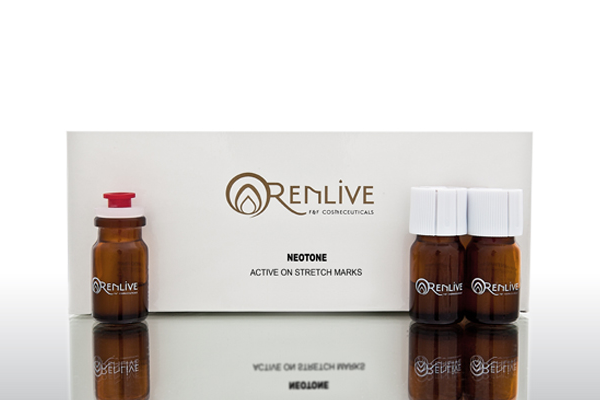 RENLIVE
COSMECEUTICALS
NEOTONE
ACTIVE ON STRETCH MARKS
RENLIVE
RENLIVE
RENLIVE